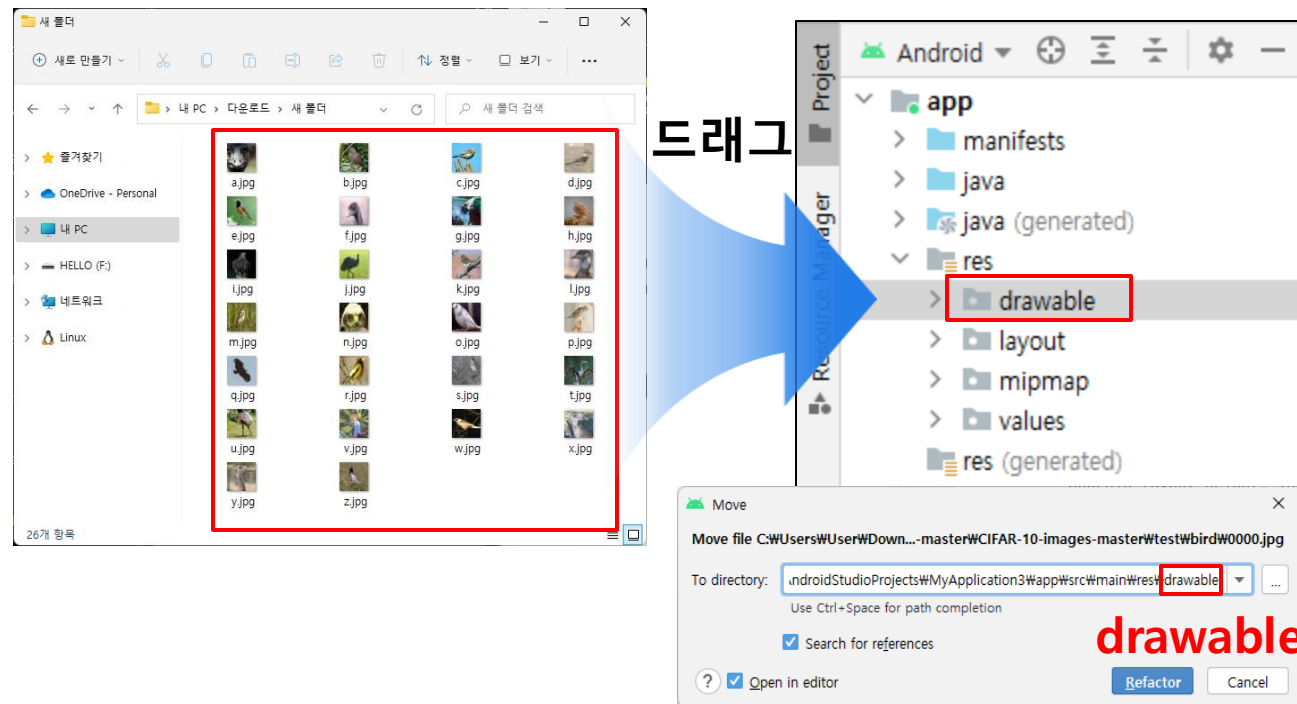 새 폴더
새로 만들기
정렬
보기
내 PC > 다운로드 > 새 폴더
새 폴더 검색
즐겨찾기
OneDrive - Personal
내 PC
HELLO (F:)
네트워크
Linux
a.jpg b.jpg c.jpg d.jpg
e.jpg f.jpg g.jpg h.jpg
i.jpg j.jpg k.jpg l.jpg
m.jpg n.jpg o.jpg p.jpg
q.jpg r.jpg s.jpg t.jpg
u.jpg v.jpg w.jpg x.jpg
y.jpg z.jpg
26개 항목
드래그
Project
Resource Manager
Android
app
manifests
java
java (generated)
res
drawable
layout
mipmap
values
res (generated)
Move
Move file C:₩Users₩User₩Down...-master₩CIFAR-10-images-master₩test₩bird₩0000.jpg
To directory: ndroidStudioProjects₩MyApplication3₩app₩src₩main₩res₩drawable ...
Use Ctrl+Space for path completion
Search for references
drawable
? Open in editor
Refactor Cancel